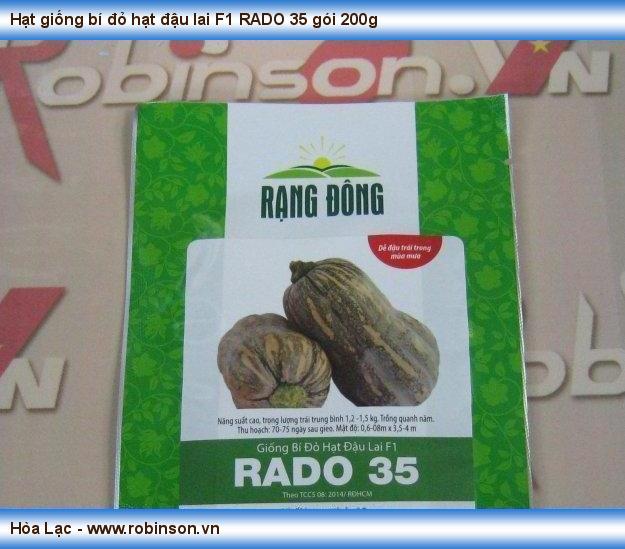 Hạt giống bí đỏ hạt đậu lai F1 RADO 35 gói 200g
Robinson.VN
RẠNG ĐÔNG
Dễ đậu trái trong
mùa mưa
obinson
VN
Năng suất cao, trọng lượng trái trung bình 1,2 -1,5 kg. Trồng quanh năm.
Thu hoạch: 70-75 ngày sau gieo. Mật độ: 0,6-08m x 3,5-4 m
Giống Bí Đỏ Hạt Đậu Lai F1
RADO 35
Theo TCCS 08: 2014/ RĐHCM
Hòa Lạc - www.robinson.vn